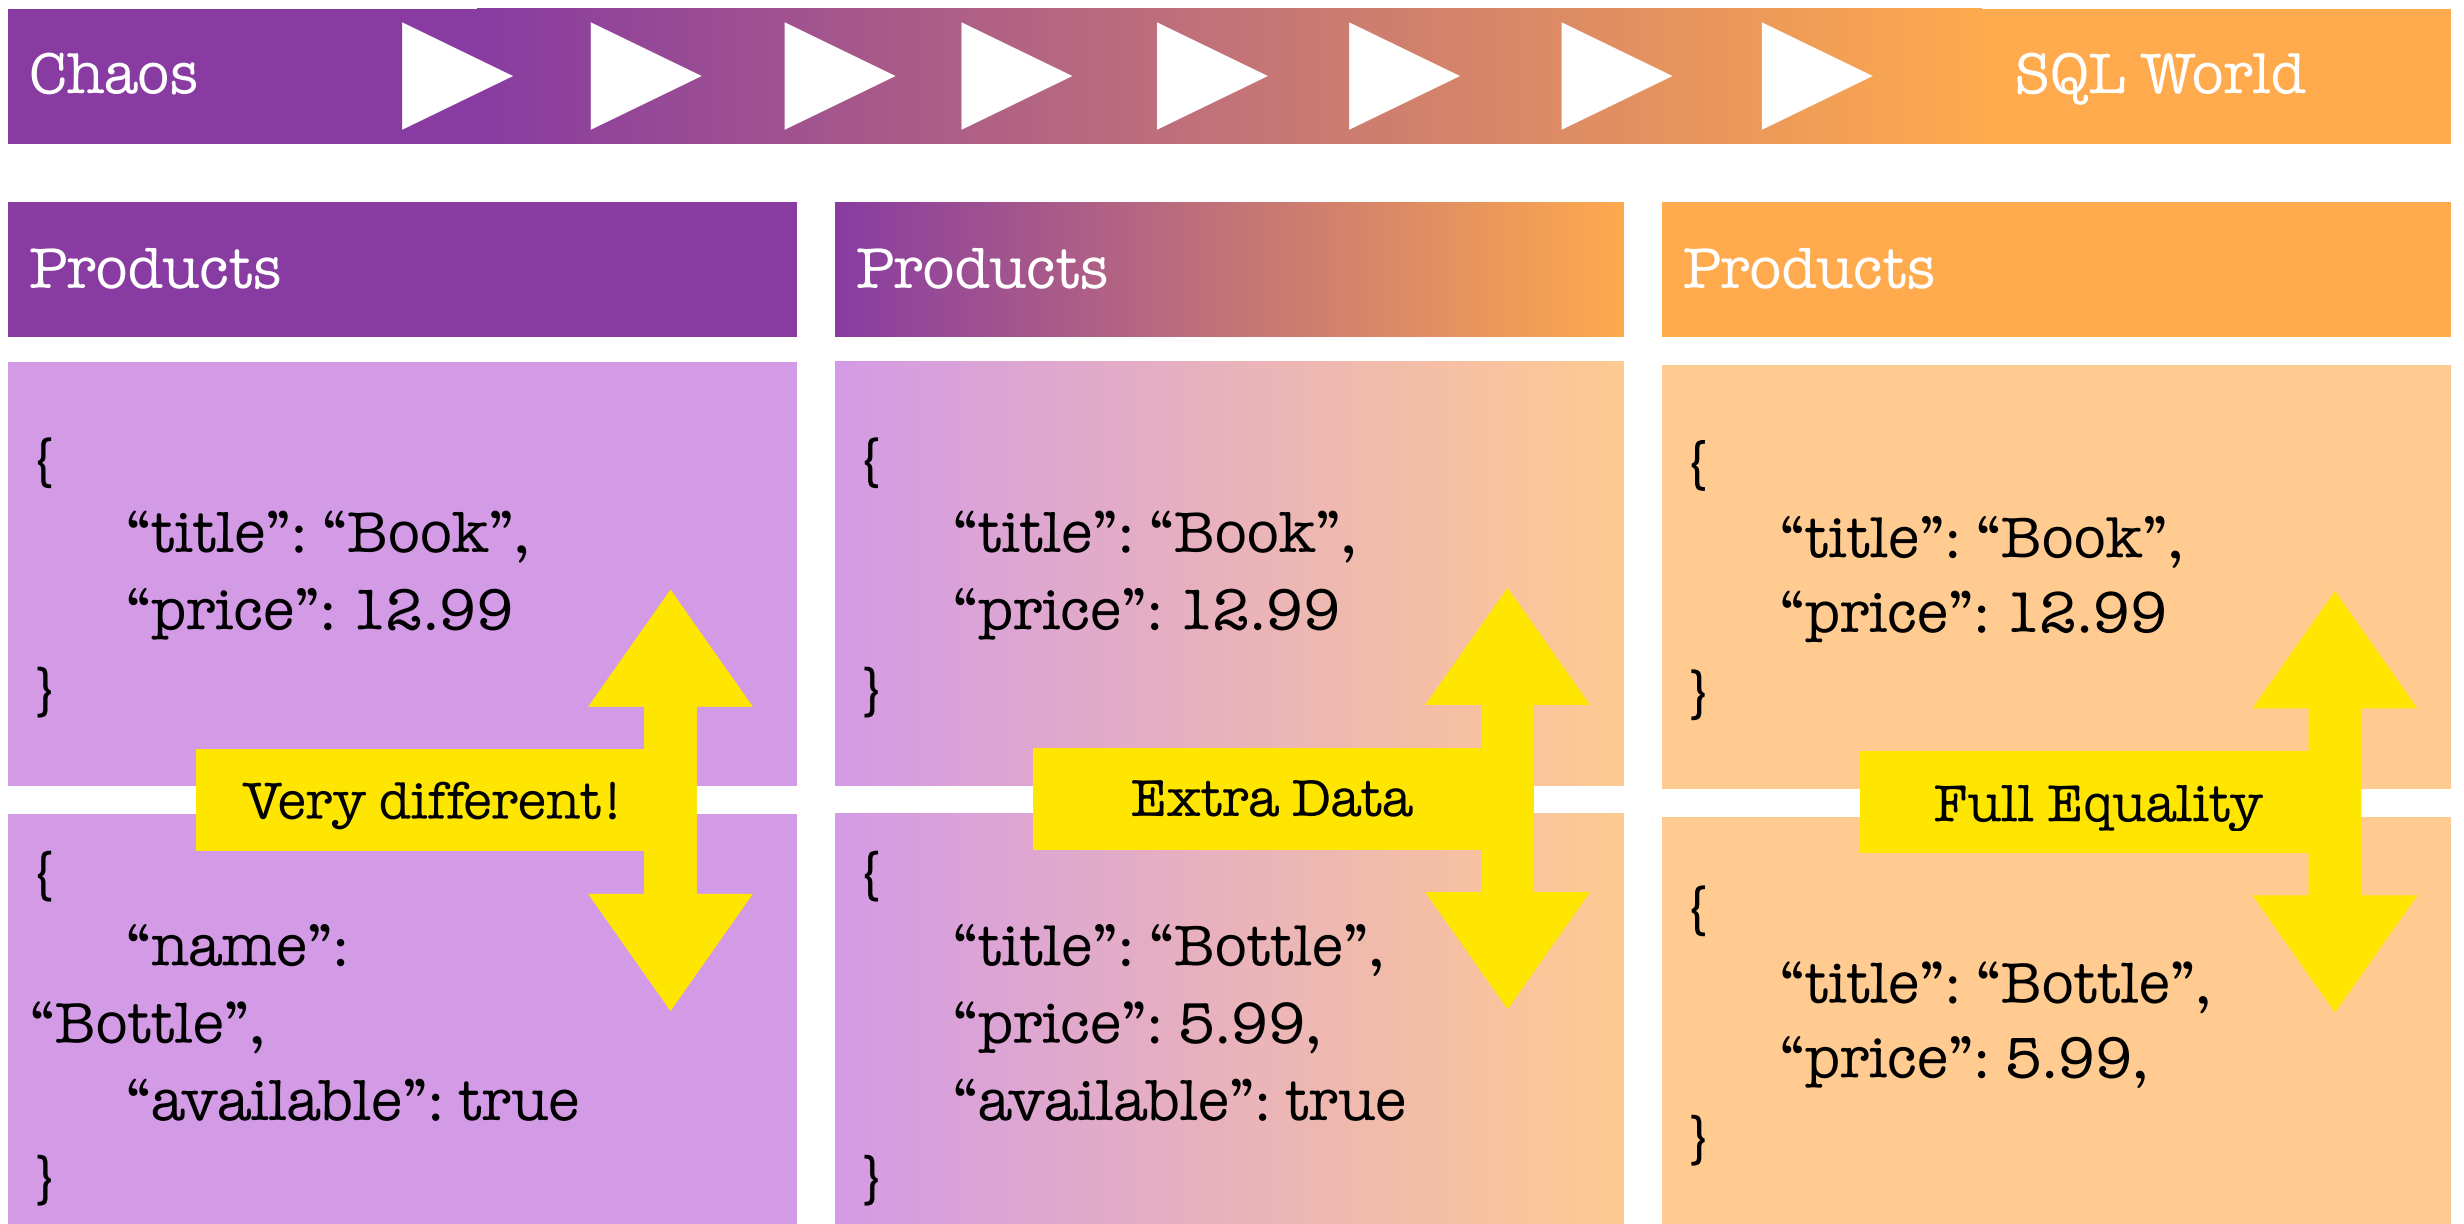 Chaos
SQL World
Products
{
“title”: “Book”,
“price”: 12.99
}
Very different!
{
“name”:
“Bottle”,
“available”: true
}
Products
{
“title”: “Book”,
“price”: 12.99
}
Extra Data
{
“title”: “Bottle”,
“price”: 5.99,
“available”: true
}
Products
{
“title”: “Book”,
“price”: 12.99
}
Full Equality
{
“title”: “Bottle”,
“price”: 5.99,
}